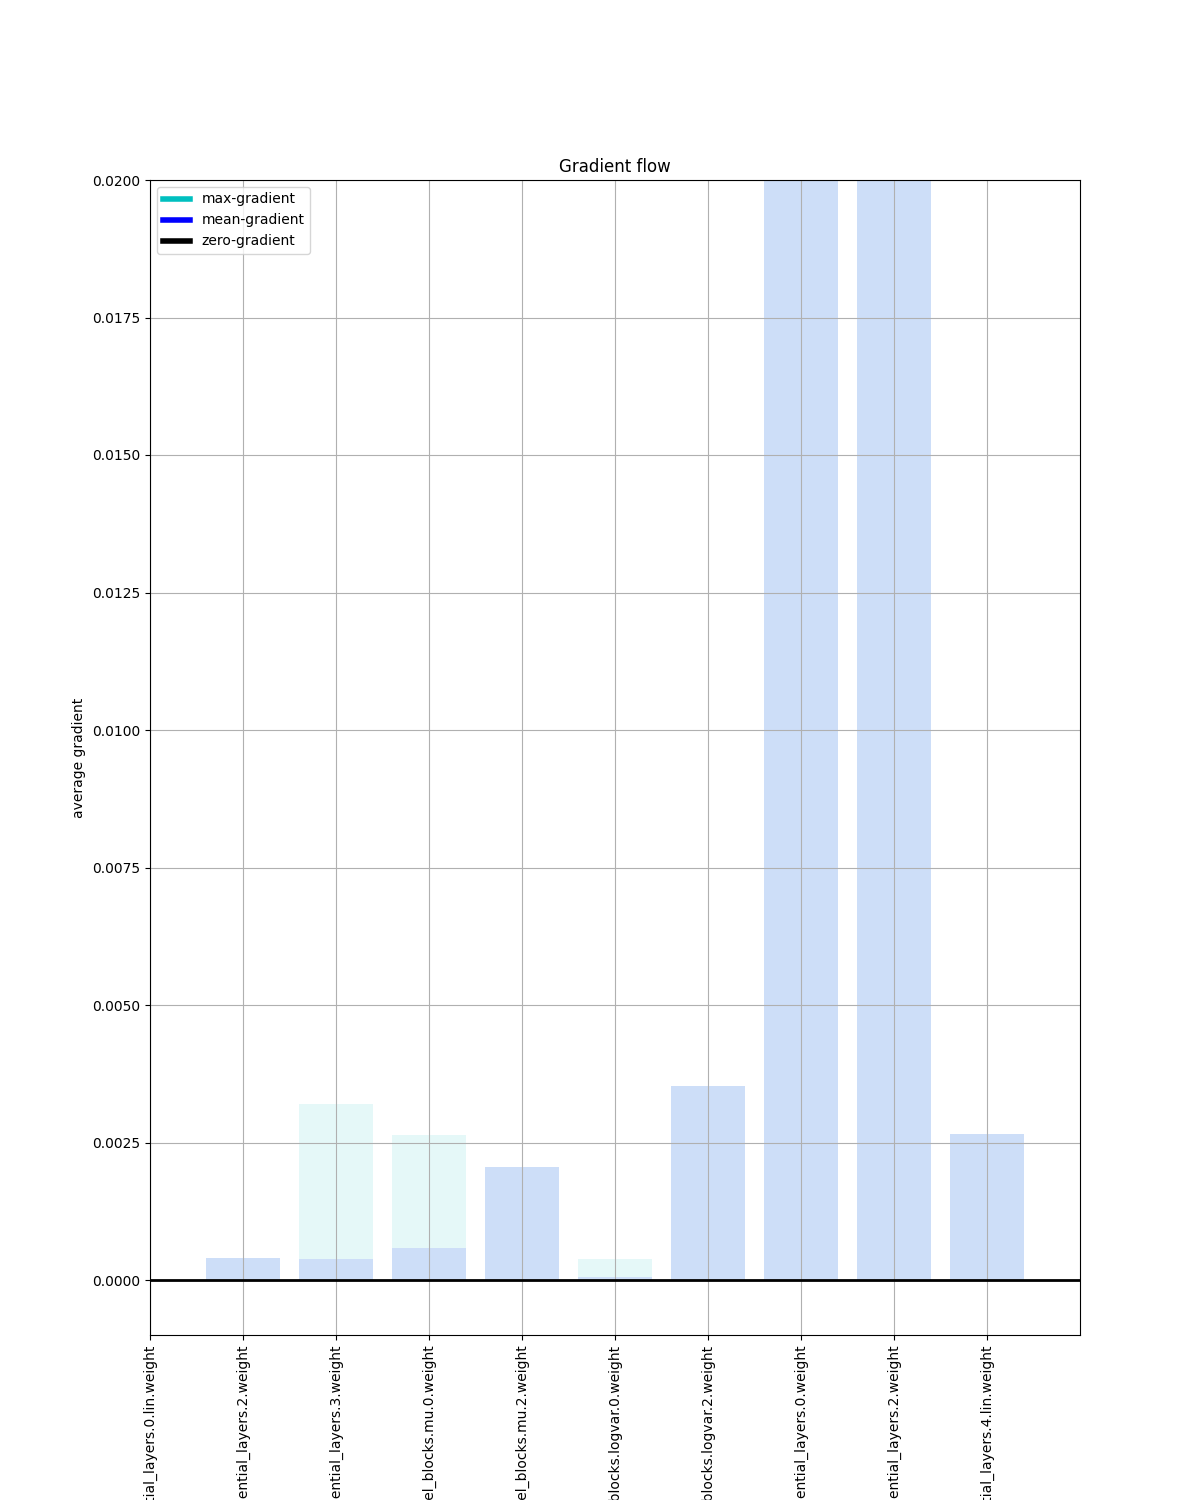 Gradient flow
max-gradient
mean-gradient
zero-gradient
average gradient
0.0200
0.0175
0.0150
0.0125
0.0100
0.0075
0.0050
0.0025
0.0000
tial_layers.0.lin.weight
ential_layers.2.weight
ential_layers.3.weight
el_blocks.mu.0.weight
el_blocks.mu.2.weight
blocks.logvar.0.weight
blocks.logvar.2.weight
ential_layers.0.weight
ential_layers.2.weight
tial_layers.4.lin.weight